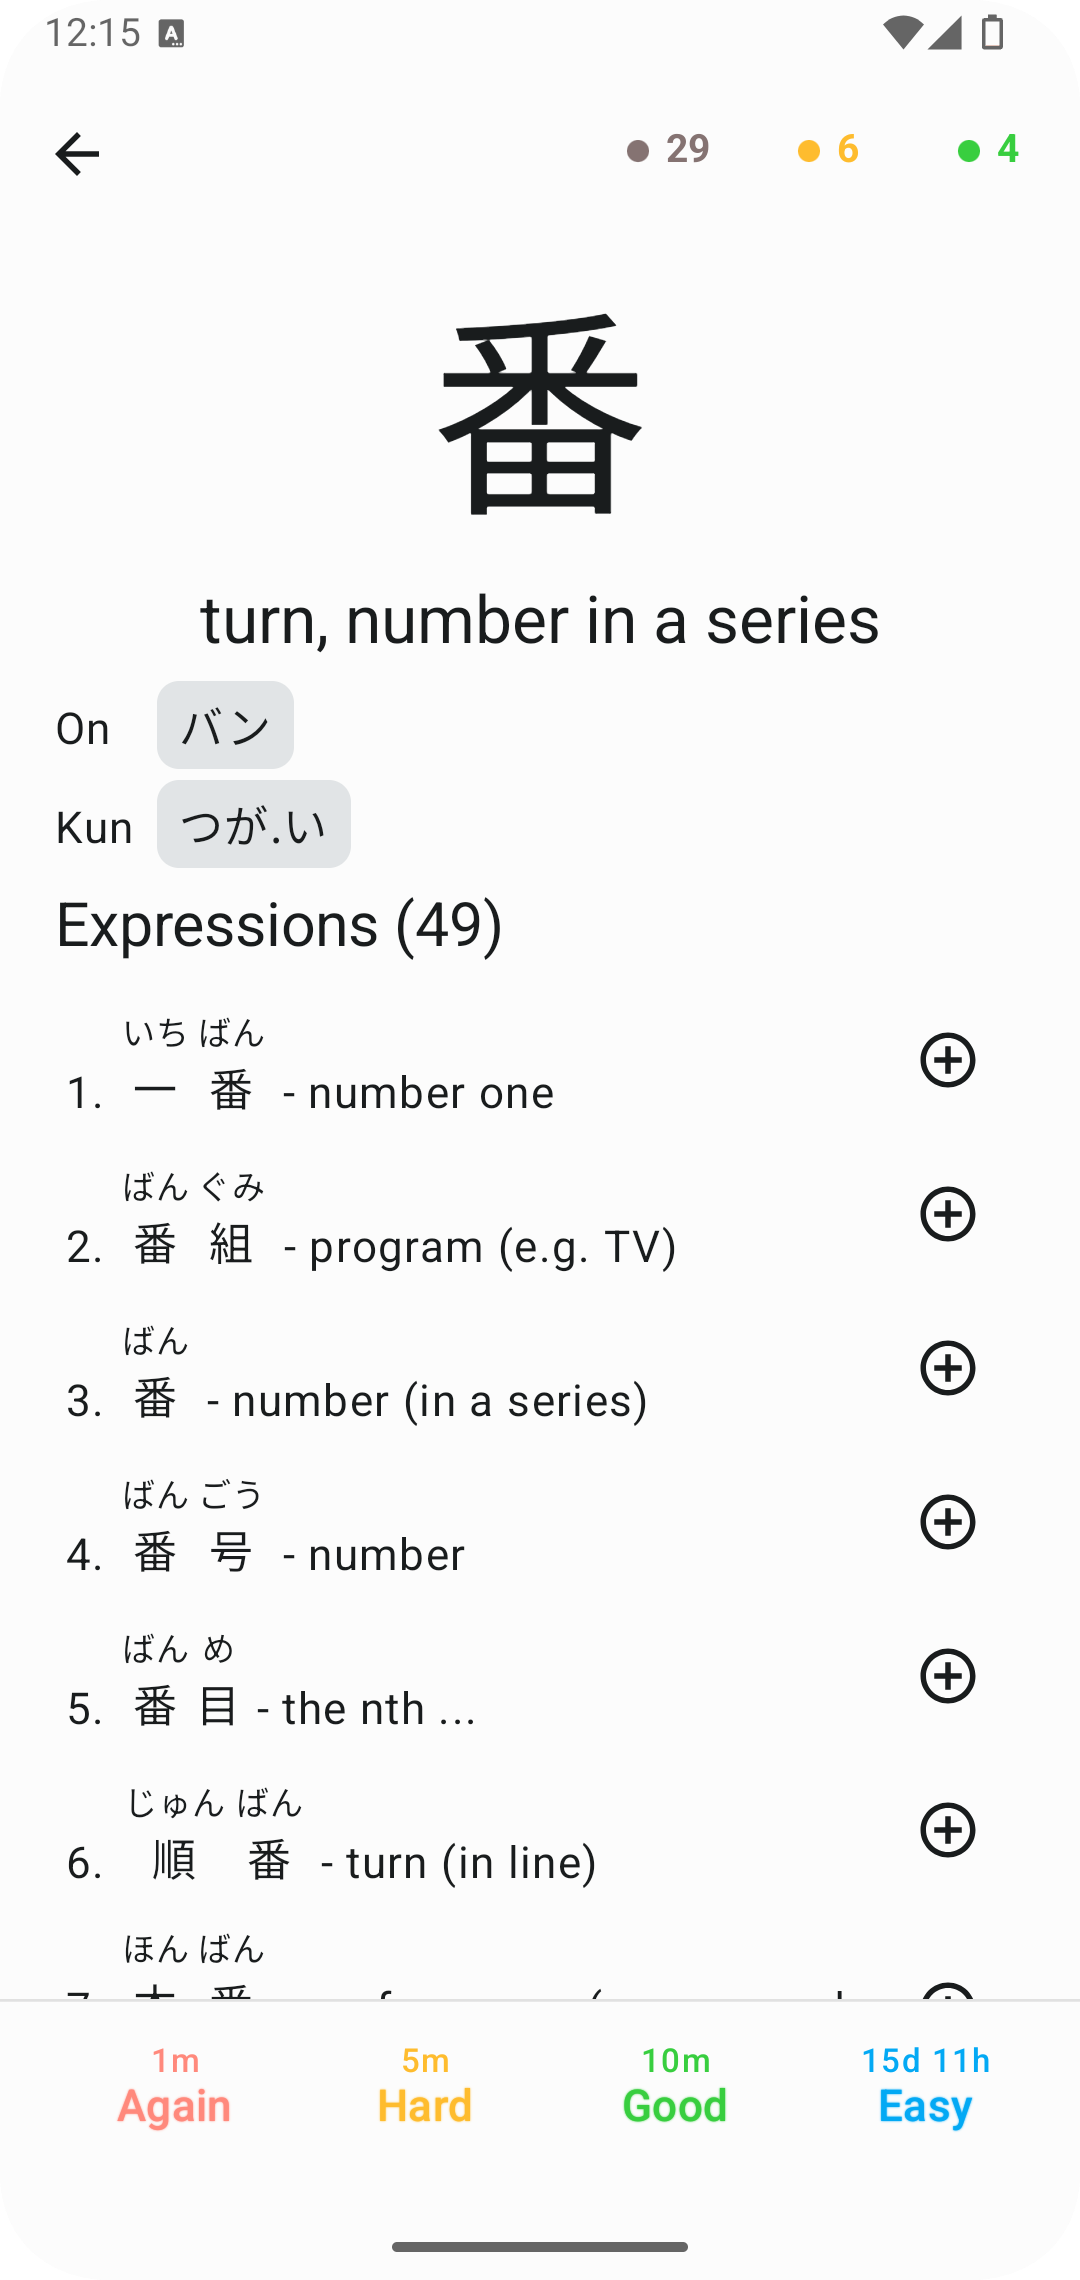 12:15
29 6 4
番
turn, number in a series
On バン
Kun つが.い
Expressions (49)
いち ばん
1. 一 番 - number one
ばん ぐみ
2. 番 組 - program (e.g. TV)
ばん
3. 番 - number (in a series)
ばん ごう
4. 番 号 - number
ばん め
5. 番 目 - the nth ...
じゅん ばん
6. 順 番 - turn (in line)
ほん ばん
1m 5m 10m 15d 11h
Again Hard Good Easy